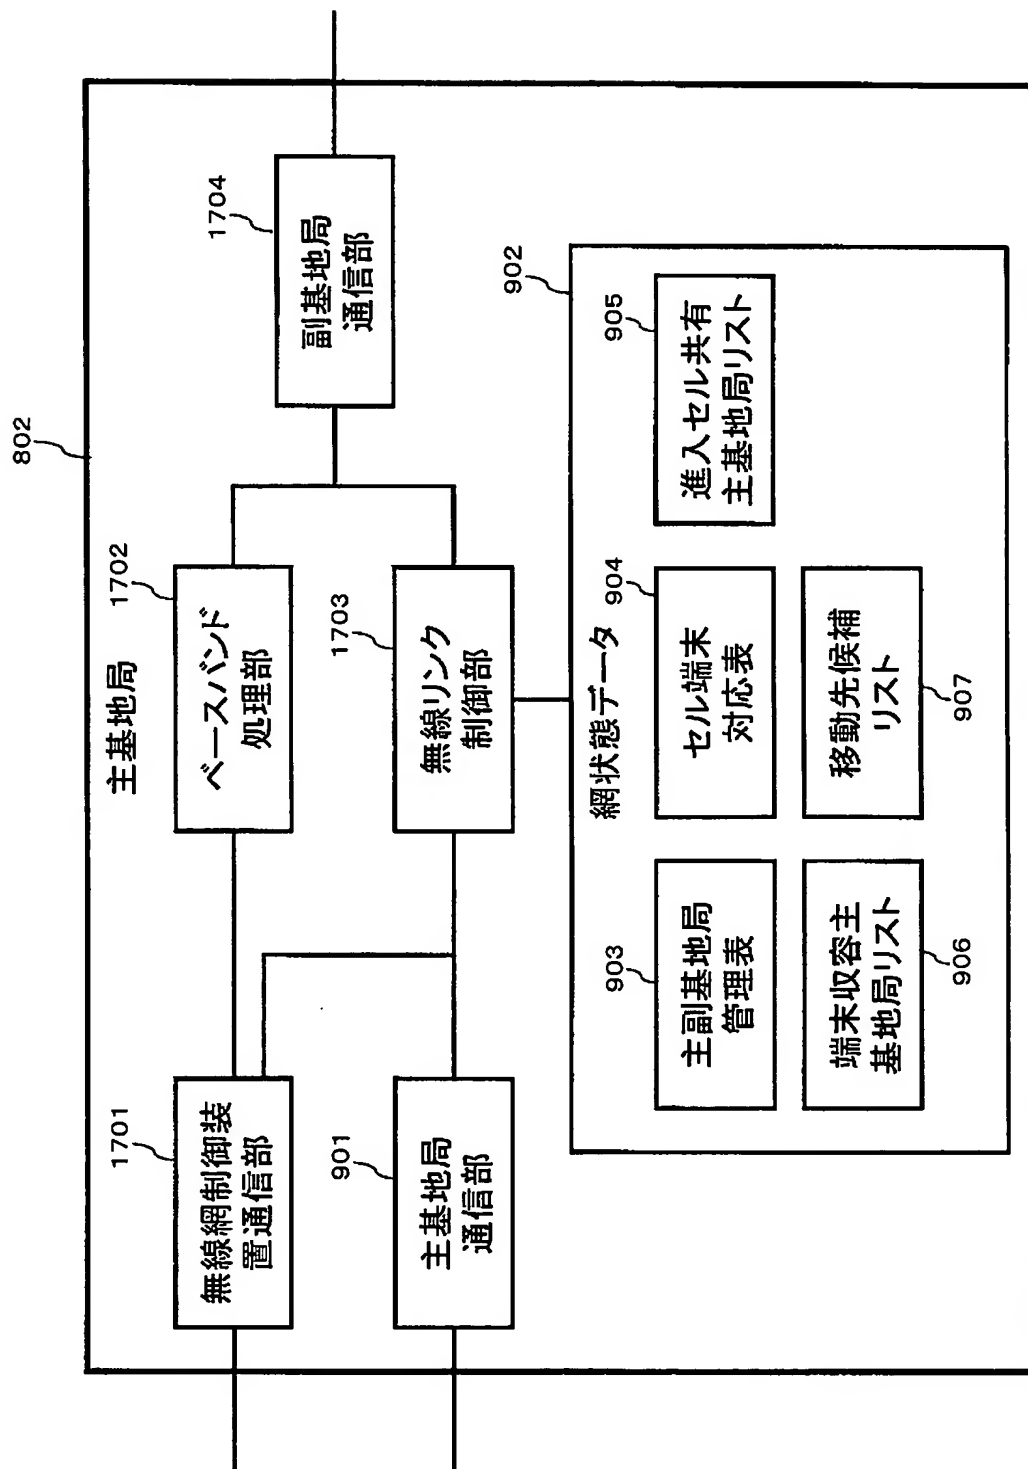 802
主基地局
1701
無線網制御装
置通信部
1702
ベースバンド
処理部
1704
副基地局
通信部
901
主基地局
通信部
1703
無線リンク
制御部
902
網状態データ
903
主副基地局
管理表
904
セル端末
対応表
905
進入セル共有
主基地局リスト
端末収容主
基地局リスト
906
移動先候補
リスト
907